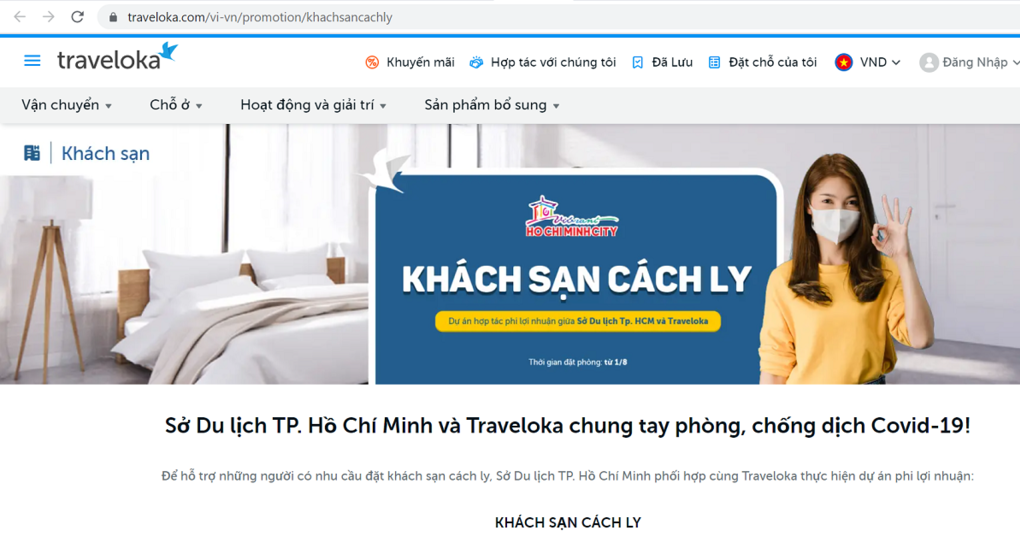 traveloka.com/vi-vn/promotion/khachsancachly
traveloka
Khuyến mãi
Hợp tác với chúng tôi
Đã Lưu
Đặt chỗ của tôi
VND
Đăng Nhập
Vận chuyển
Chỗ ở
Hoạt động và giải trí
Sản phẩm bổ sung
Khách sạn
Visit
HO CHI MINH CITY
KHÁCH SẠN CÁCH LY
Dự án hợp tác phi lợi nhuận giữa Sở Du lịch Tp. HCM và Traveloka
Thời gian đặt phòng: từ 1/8
Sở Du lịch TP. Hồ Chí Minh và Traveloka chung tay phòng, chống dịch Covid-19!
Để hỗ trợ những người có nhu cầu đặt khách sạn cách ly, Sở Du lịch TP. Hồ Chí Minh phối hợp cùng Traveloka thực hiện dự án phi lợi nhuận:
KHÁCH SẠN CÁCH LY